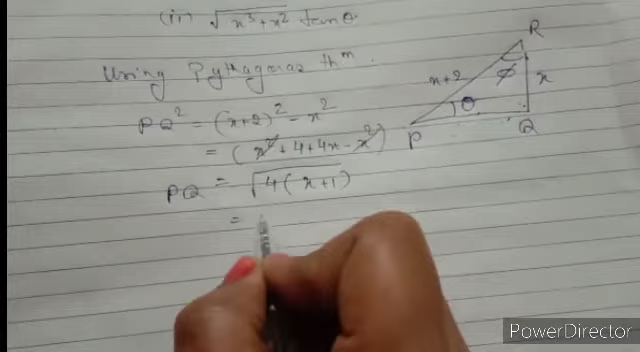 (iii) √x³+x² tanθ
Using Pythagoras thᵐ.
PQ² = (x+2)² - x²
= (x² + 4 + 4x - x²)
PQ = √4(x+1)
=
R
x+2
φ
x
θ
P
Q
PowerDirector